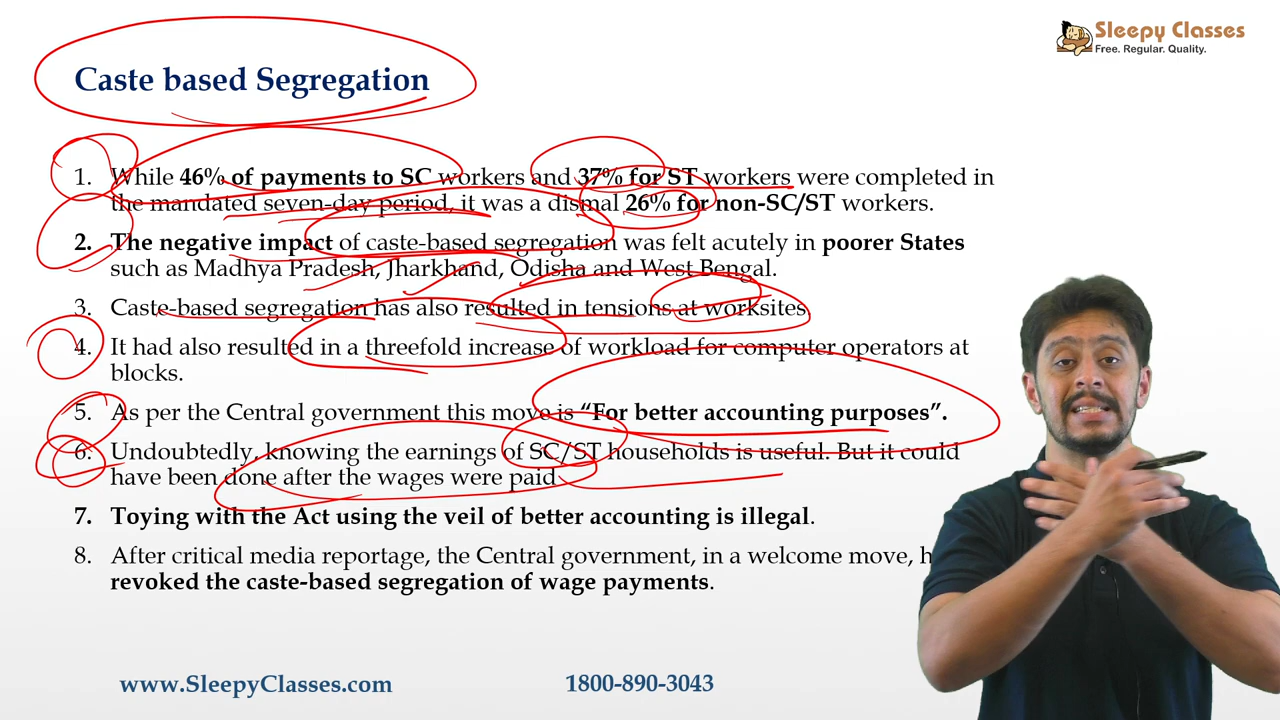 Sleepy Classes
Free. Regular. Quality.
Caste based Segregation
1. While 46% of payments to SC workers and 37% for ST workers were completed in
the mandated seven-day period, it was a dismal 26% for non-SC/ST workers.
2. The negative impact of caste-based segregation was felt acutely in poorer States
such as Madhya Pradesh, Jharkhand, Odisha and West Bengal.
3. Caste-based segregation has also resulted in tensions at worksites.
4. It had also resulted in a threefold increase of workload for computer operators at
blocks.
5. As per the Central government this move is “For better accounting purposes”.
6. Undoubtedly, knowing the earnings of SC/ST households is useful. But it could
have been done after the wages were paid
7. Toying with the Act using the veil of better accounting is illegal.
8. After critical media reportage, the Central government, in a welcome move,
revoked the caste-based segregation of wage payments.
www.SleepyClasses.com
1800-890-3043